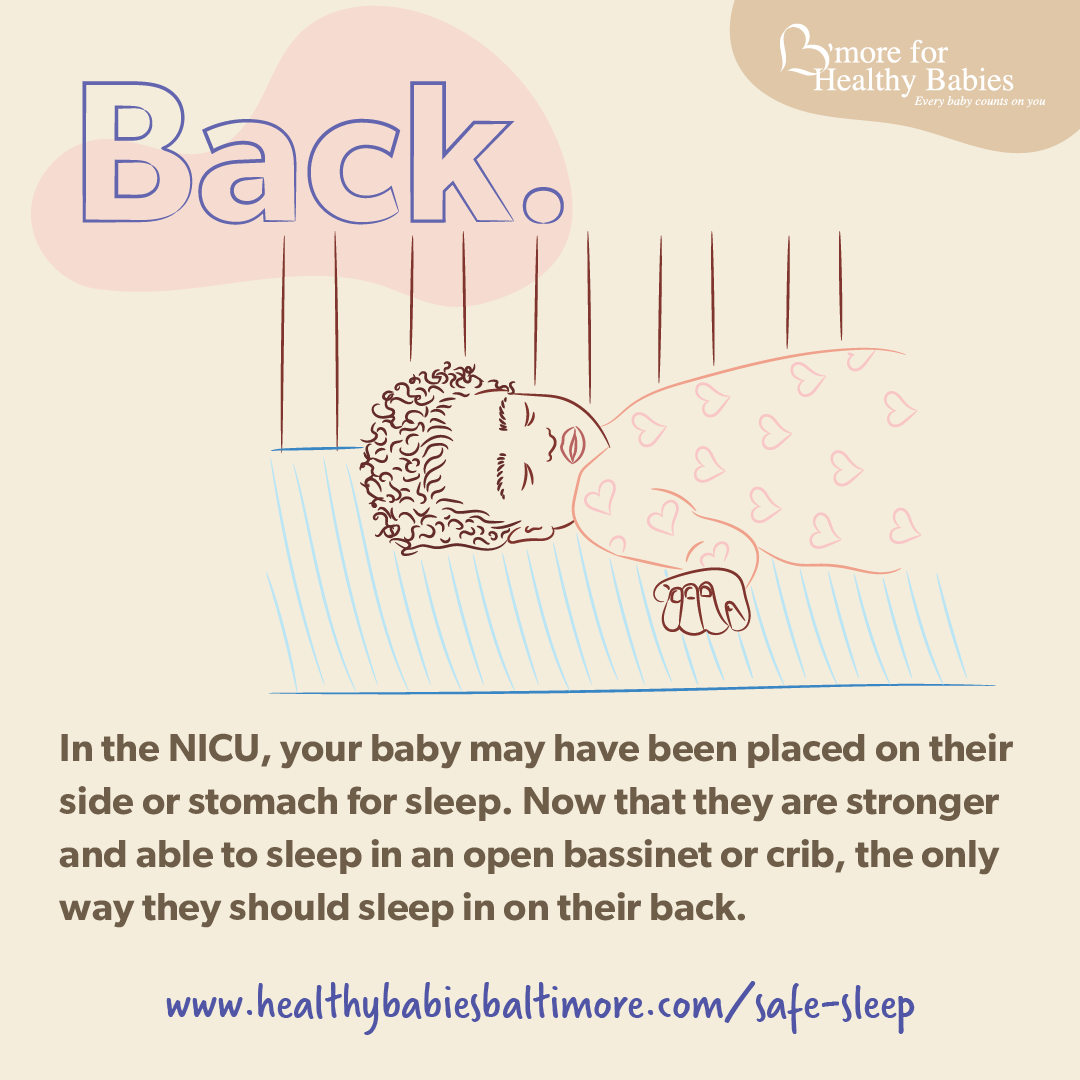 Back.
B'more for
Healthy Babies
Every baby counts on you
In the NICU, your baby may have been placed on their
side or stomach for sleep. Now that they are stronger
and able to sleep in an open bassinet or crib, the only
way they should sleep in on their back.
www.healthybabiesbaltimore.com/safe-sleep